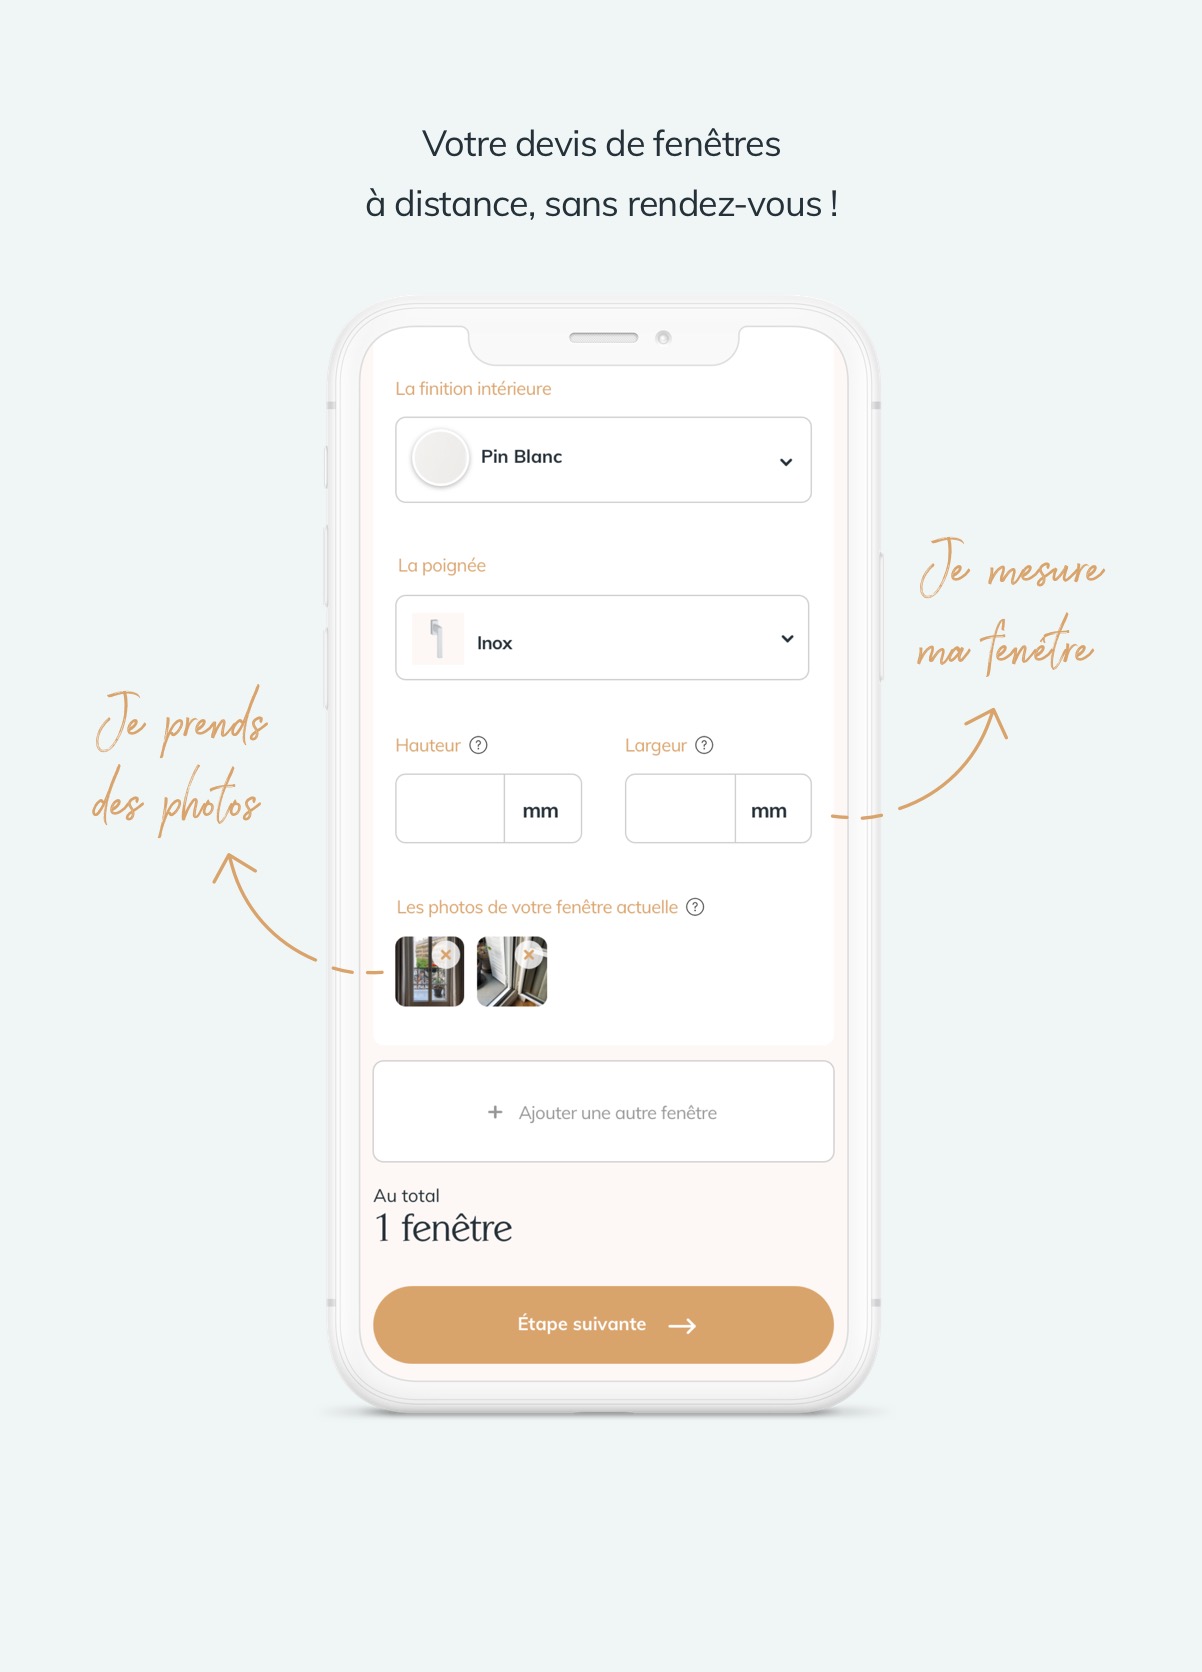 Votre devis de fenêtres
à distance, sans rendez-vous !
La finition intérieure
Pin Blanc
La poignée
Inox
Je mesure
ma fenêtre
Je prends
des photos
Hauteur ?
Largeur ?
mm
mm
Les photos de votre fenêtre actuelle ?
+ Ajouter une autre fenêtre
Au total
1 fenêtre
Étape suivante →